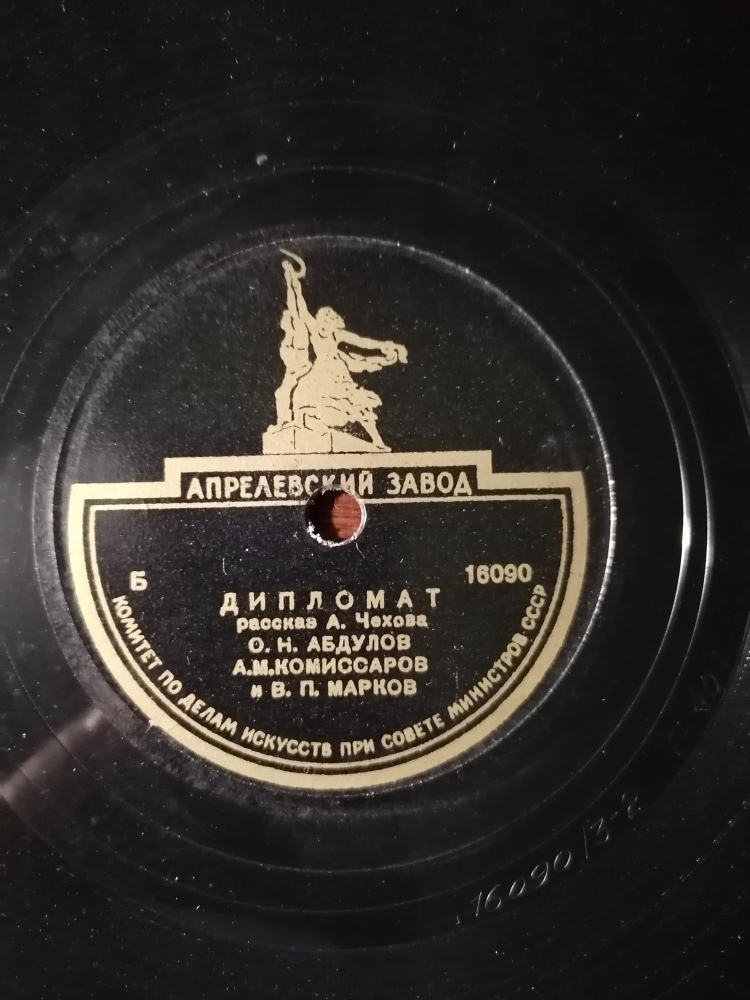 АПРЕЛЕВСКИЙ ЗАВОД
Б 16090
ДИПЛОМАТ
рассказ А. Чехова
О. Н. АБДУЛОВ
А.М.КОМИССАРОВ
и В. П. МАРКОВ
КОМИТЕТ ПО ДЕЛАМ ИСКУССТВ ПРИ СОВЕТЕ МИНИСТРОВ СССР
16090/3-2